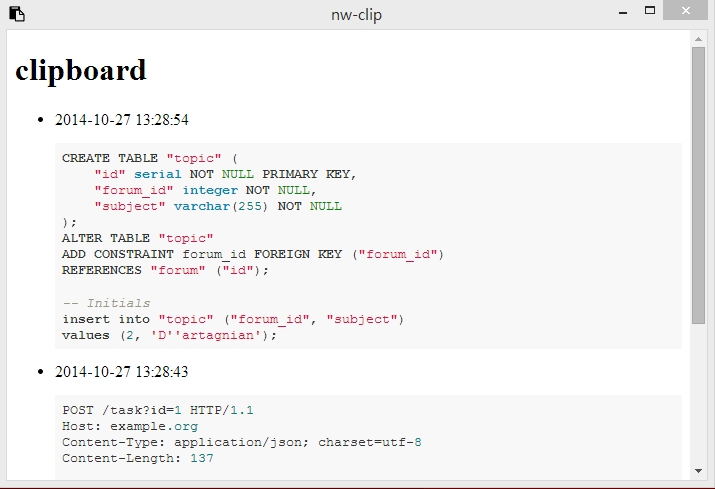 nw-clip
clipboard
2014-10-27 13:28:54
CREATE TABLE "topic" (
    "id" serial NOT NULL PRIMARY KEY,
    "forum_id" integer NOT NULL,
    "subject" varchar(255) NOT NULL
);
ALTER TABLE "topic"
ADD CONSTRAINT forum_id FOREIGN KEY ("forum_id")
REFERENCES "forum" ("id");

-- Initials
insert into "topic" ("forum_id", "subject")
values (2, 'D''artagnian');
2014-10-27 13:28:43
POST /task?id=1 HTTP/1.1
Host: example.org
Content-Type: application/json; charset=utf-8
Content-Length: 137